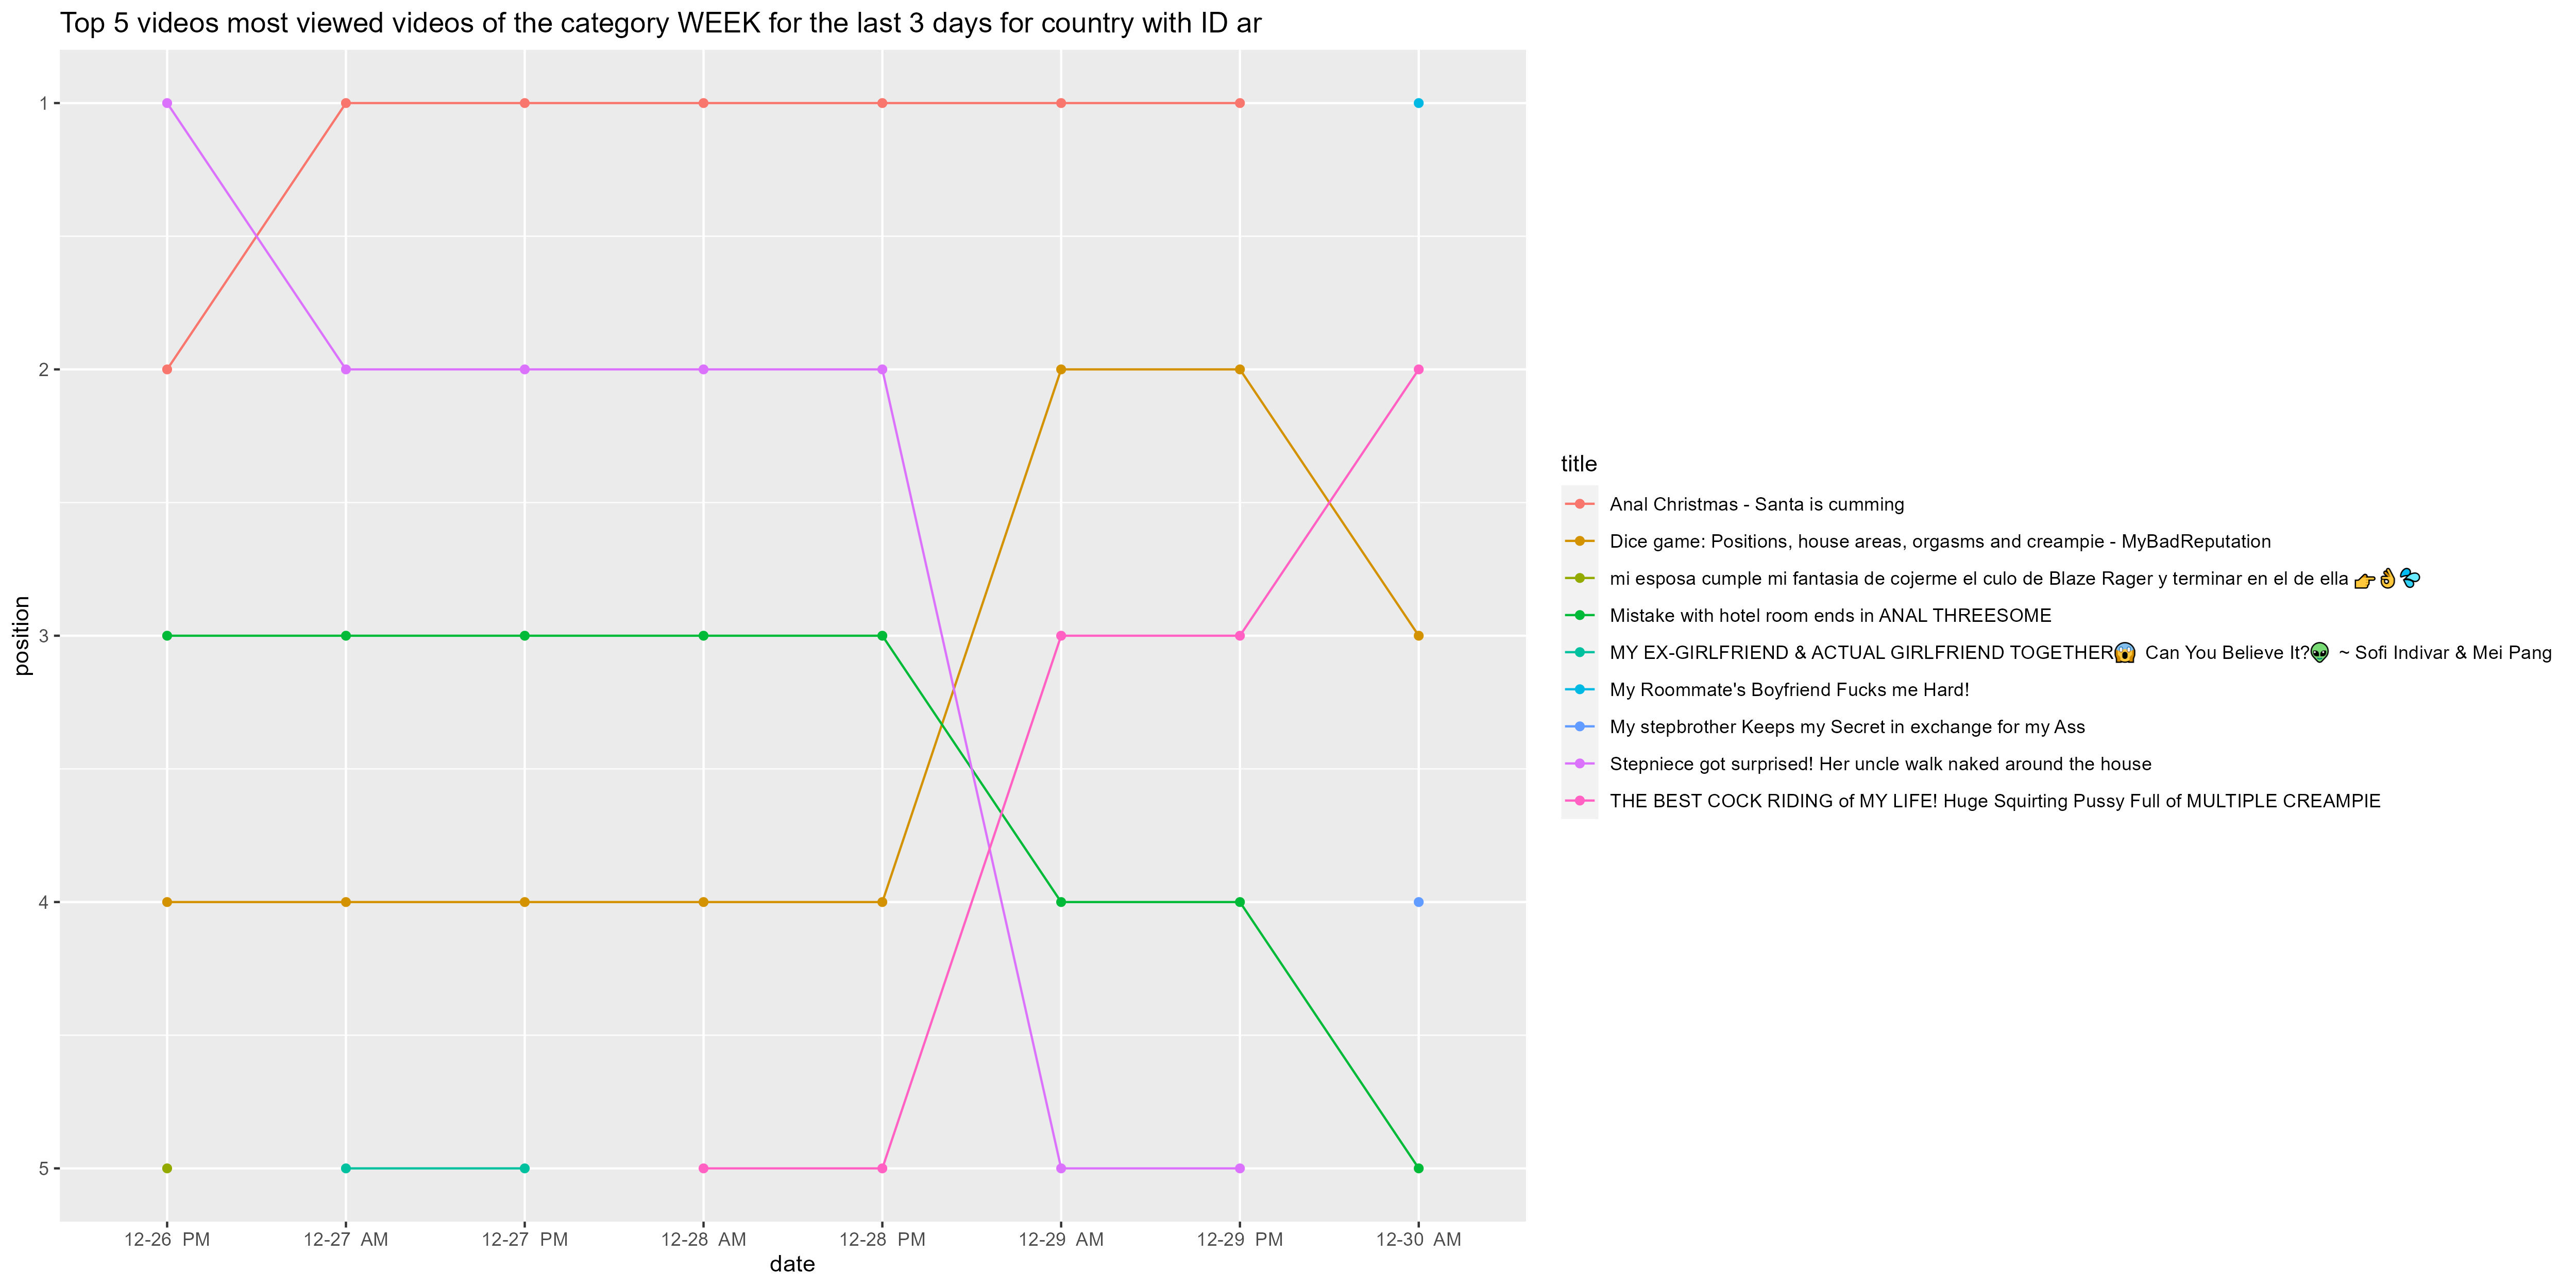 Top 5 videos most viewed videos of the category WEEK for the last 3 days for country with ID ar
position
1
2
3
4
5
12-26 PM
12-27 AM
12-27 PM
12-28 AM
12-28 PM
12-29 AM
12-29 PM
12-30 AM
date
title
Anal Christmas - Santa is cumming
Dice game: Positions, house areas, orgasms and creampie - MyBadReputation
mi esposa cumple mi fantasia de cojerme el culo de Blaze Rager y terminar en el de ella 👉👌💦
Mistake with hotel room ends in ANAL THREESOME
MY EX-GIRLFRIEND & ACTUAL GIRLFRIEND TOGETHER😱 Can You Believe It?👽 ~ Sofi Indivar & Mei Pang
My Roommate's Boyfriend Fucks me Hard!
My stepbrother Keeps my Secret in exchange for my Ass
Stepniece got surprised! Her uncle walk naked around the house
THE BEST COCK RIDING of MY LIFE! Huge Squirting Pussy Full of MULTIPLE CREAMPIE